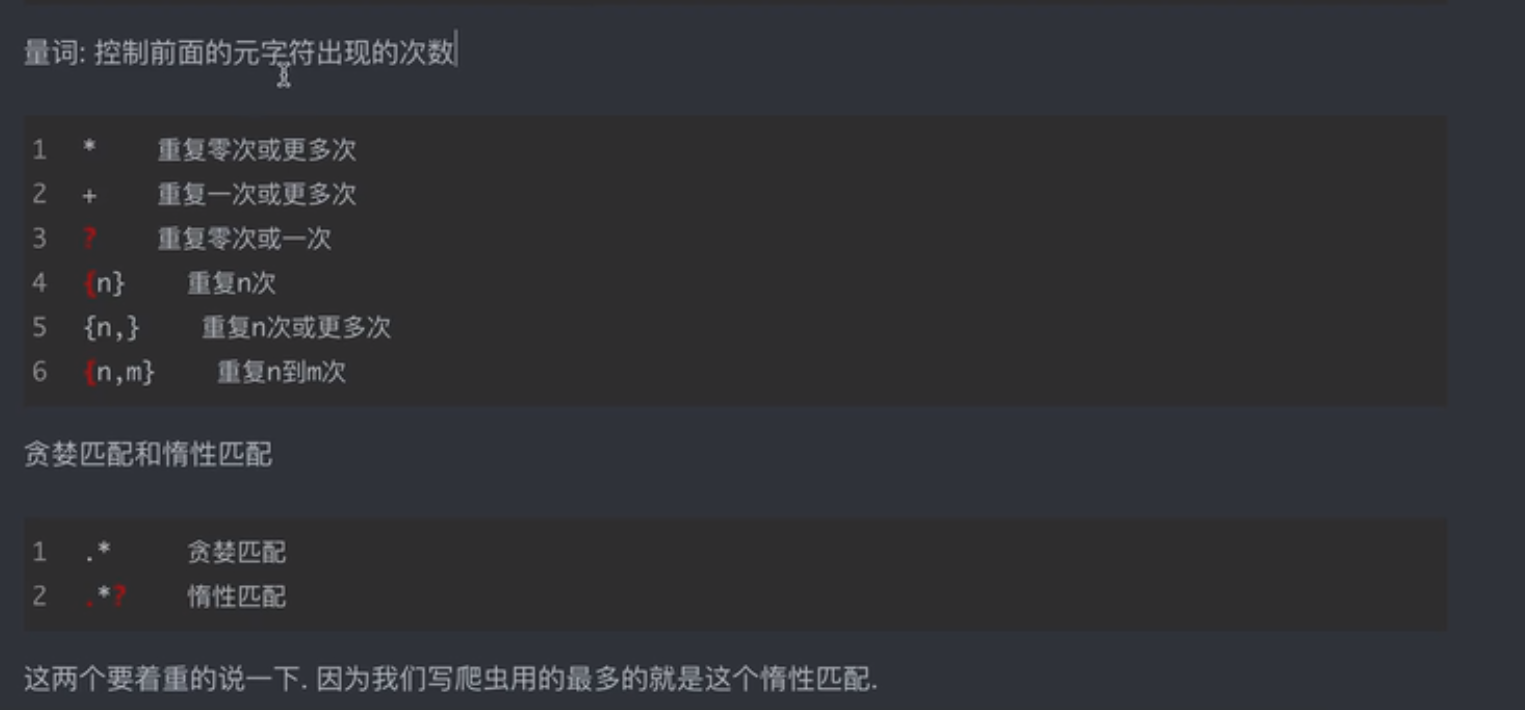 量词: 控制前面的元字符出现的次数
1 * 重复零次或更多次
2 + 重复一次或更多次
3 ? 重复零次或一次
4 {n} 重复n次
5 {n,} 重复n次或更多次
6 {n,m} 重复n到m次
贪婪匹配和惰性匹配
1 .* 贪婪匹配
2 .*? 惰性匹配
这两个要着重的说一下. 因为我们写爬虫用的最多的就是这个惰性匹配.